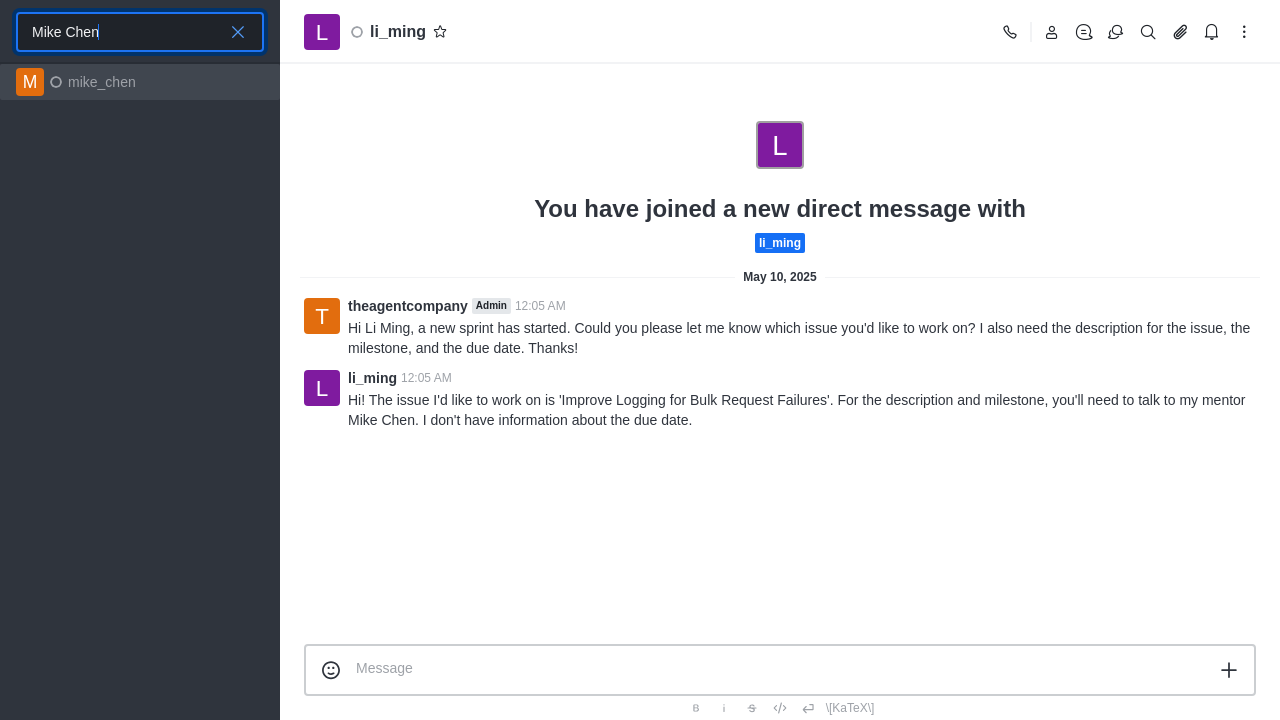 Mike Chen
M mike_chen
L li_ming
L
You have joined a new direct message with
li_ming
May 10, 2025
T
theagentcompany Admin 12:05 AM
Hi Li Ming, a new sprint has started. Could you please let me know which issue you'd like to work on? I also need the description for the issue, the
milestone, and the due date. Thanks!
L
li_ming 12:05 AM
Hi! The issue I'd like to work on is 'Improve Logging for Bulk Request Failures'. For the description and milestone, you'll need to talk to my mentor
Mike Chen. I don't have information about the due date.
Message
B i S \[KaTeX\]